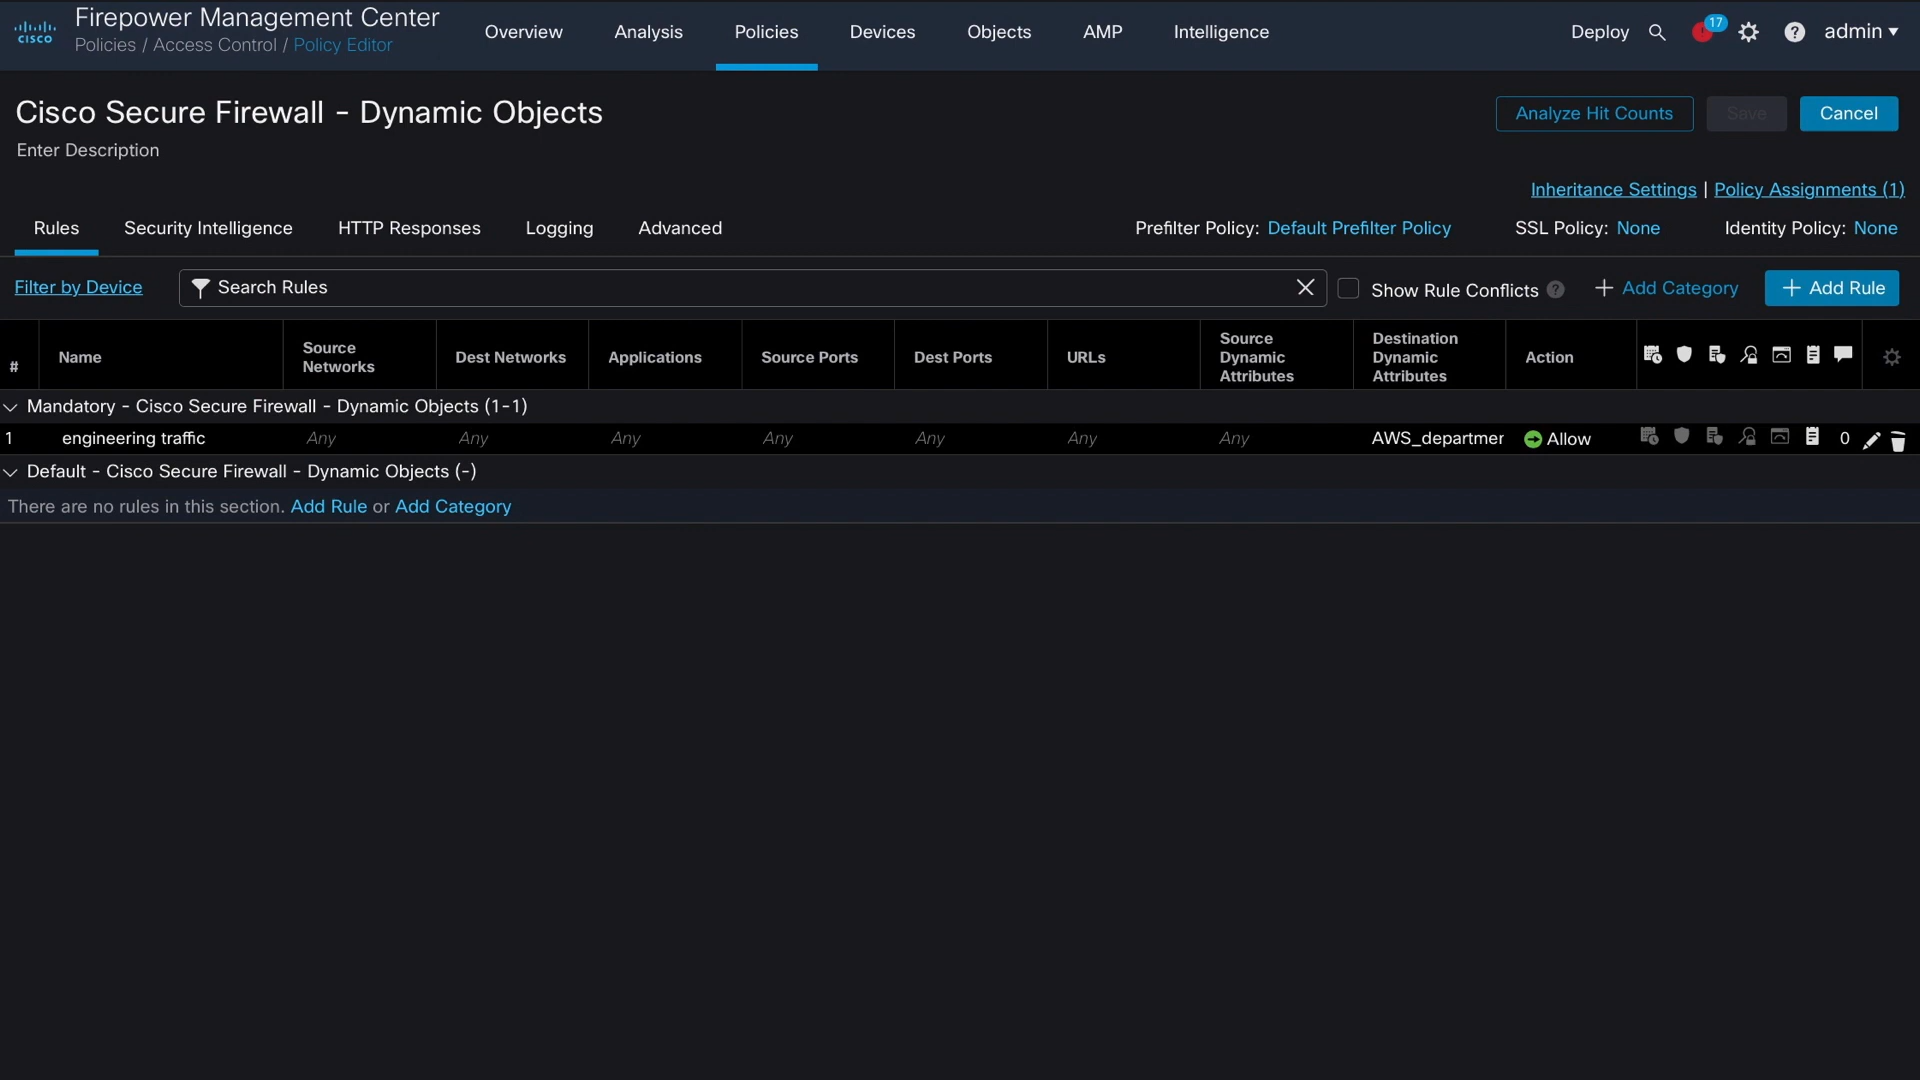 Firepower Management Center
Policies / Access Control / Policy Editor
cisco
Overview Analysis Policies Devices Objects AMP Intelligence
Deploy 17 admin
Cisco Secure Firewall - Dynamic Objects
Enter Description
Analyze Hit Counts Save Cancel
Inheritance Settings | Policy Assignments (1)
Rules Security Intelligence HTTP Responses Logging Advanced
Prefilter Policy: Default Prefilter Policy SSL Policy: None Identity Policy: None
Filter by Device Search Rules Show Rule Conflicts ? + Add Category + Add Rule
# Name
Source
Networks
Dest Networks Applications Source Ports Dest Ports URLs
Source
Dynamic
Attributes
Destination
Dynamic
Attributes
Action
Mandatory - Cisco Secure Firewall - Dynamic Objects (1-1)
1 engineering traffic Any Any Any Any Any Any Any AWS_departmer Allow 0
Default - Cisco Secure Firewall - Dynamic Objects (-)
There are no rules in this section. Add Rule or Add Category